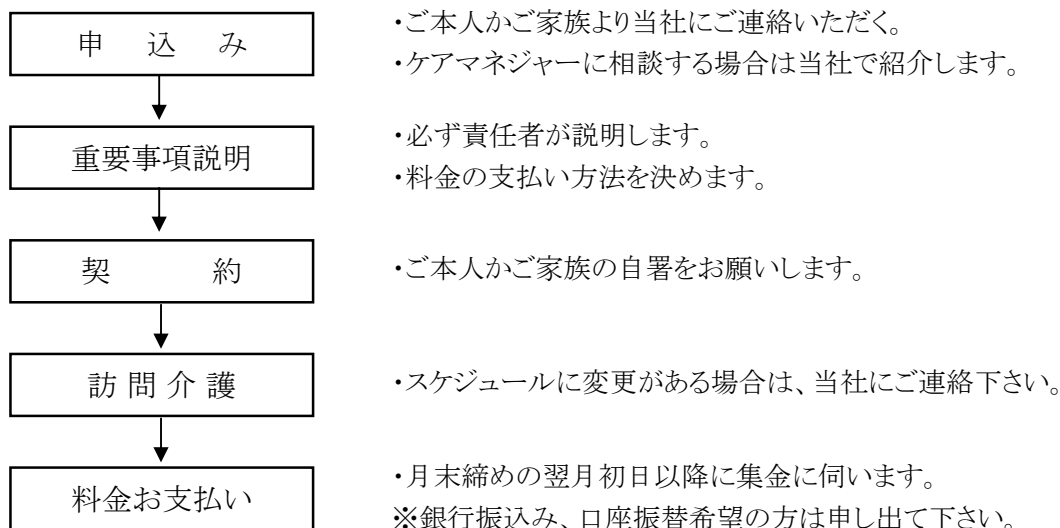 申込み
・ご本人かご家族より当社にご連絡いただく。
・ケアマネジャーに相談する場合は当社で紹介します。
重要事項説明
・必ず責任者が説明します。
・料金の支払い方法を決めます。
契約
・ご本人かご家族の自署をお願いします。
訪問介護
・スケジュールに変更がある場合は、当社にご連絡下さい。
料金お支払い
・月末締めの翌月初日以降に集金に伺います。
※銀行振込み、口座振替希望の方は申し出て下さい。